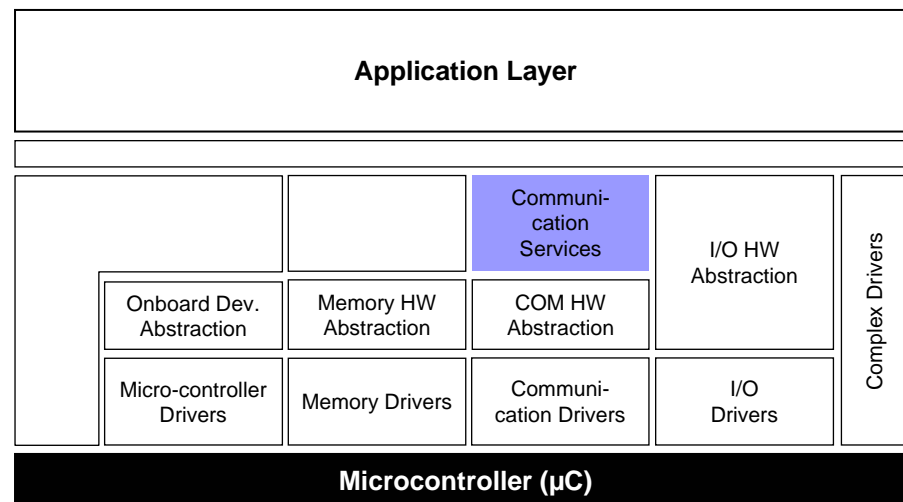 Application Layer
Communi-
cation
Services
I/O HW
Abstraction
Complex Drivers
Onboard Dev.
Abstraction
Memory HW
Abstraction
COM HW
Abstraction
Micro-controller
Drivers
Memory Drivers
Communi-
cation Drivers
I/O
Drivers
Microcontroller (µC)